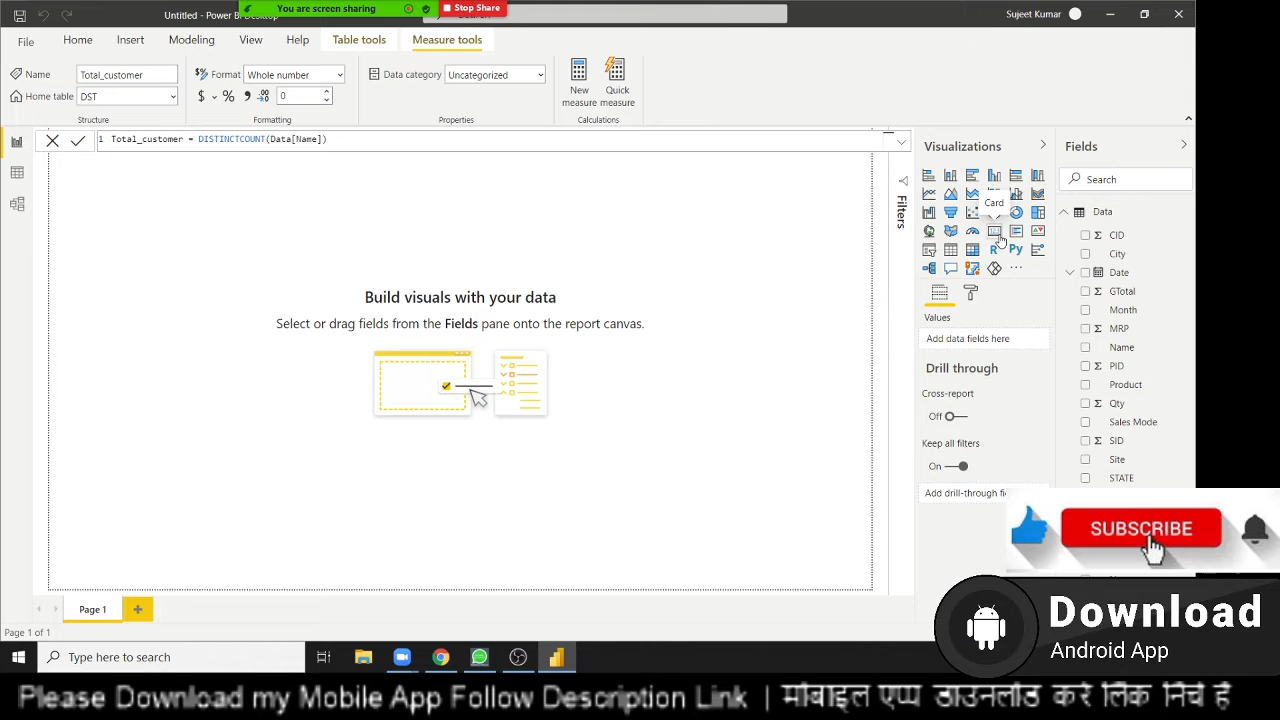 Untitled - Power BI Desktop
You are screen sharing
Stop Share
Sujeet Kumar
File
Home
Insert
Modeling
View
Help
Table tools
Measure tools
Name
Total_customer
Format
Whole number
Data category
Uncategorized
New
measure
Quick
measure
Home table
DST
$
%
0
Structure
Formatting
Properties
Calculations
1 Total_customer = DISTINCTCOUNT(Data[Name])
Build visuals with your data
Select or drag fields from the Fields pane onto the report canvas.
Filters
Visualizations
Card
R
Py
Values
Add data fields here
Drill through
Cross-report
Off
Keep all filters
On
Add drill-through
Fields
Search
Data
CID
City
Date
GTotal
Month
MRP
Name
PID
Product
Qty
Sales Mode
SID
Site
STATE
SUBSCRIBE
Download
Android App
Page 1
Page 1 of 1
Type here to search
Please Download my Mobile App Follow Description Link | मोबाइल एप्प डाउनलोड करे लिंक निचे है